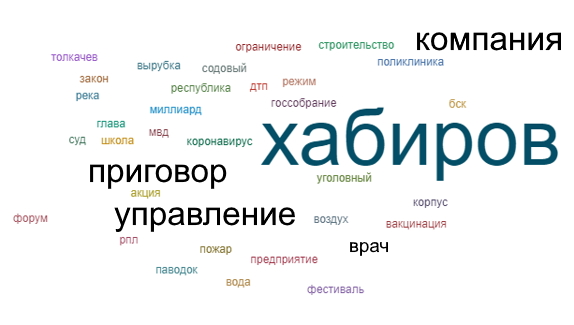 компания
ограничение
строительство
толкачев
вырубка
содовый
поликлиника
закон
республика
дтп
режим
река
миллиард
госсобрание
бск
глава
мвд
хабиров
суд
школа
коронавирус
приговор
уголовный
акция
корпус
управление
форум
воздух
вакцинация
рпл
пожар
врач
предприятие
паводок
вода
фестиваль